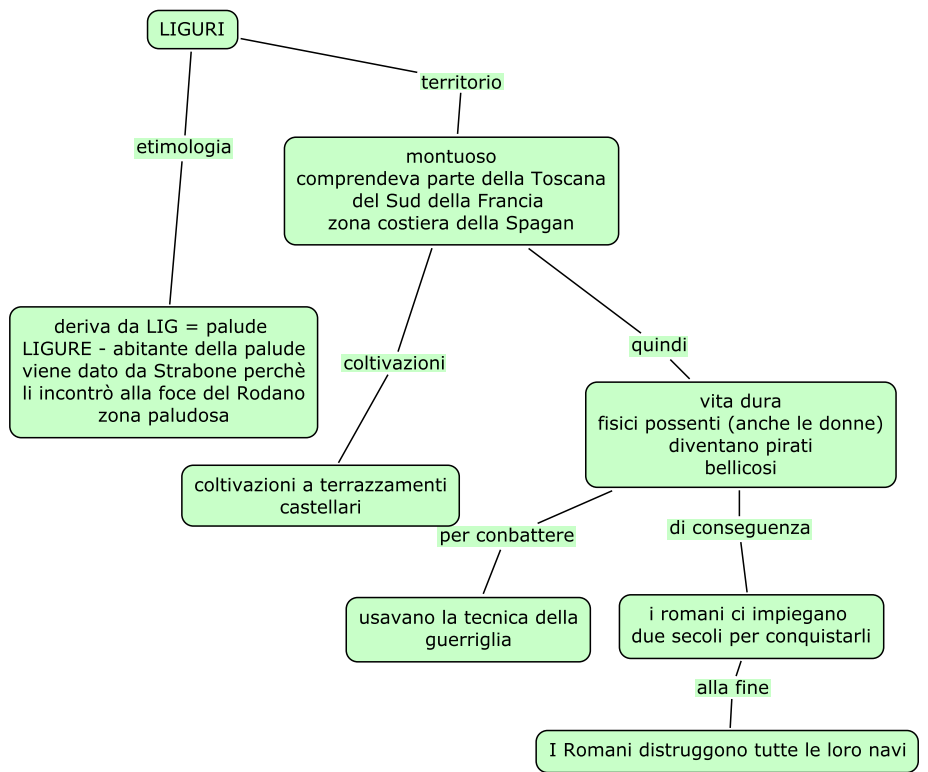 LIGURI
territorio
etimologia
montuoso
comprendeva parte della Toscana
del Sud della Francia
zona costiera della Spagan
deriva da LIG = palude
LIGURE - abitante della palude
viene dato da Strabone perchè
li incontrò alla foce del Rodano
zona paludosa
coltivazioni
quindi
vita dura
fisici possenti (anche le donne)
diventano pirati
bellicosi
coltivazioni a terrazzamenti
castellari
per conbattere
di conseguenza
usavano la tecnica della
guerriglia
i romani ci impiegano
due secoli per conquistarli
alla fine
I Romani distruggono tutte le loro navi